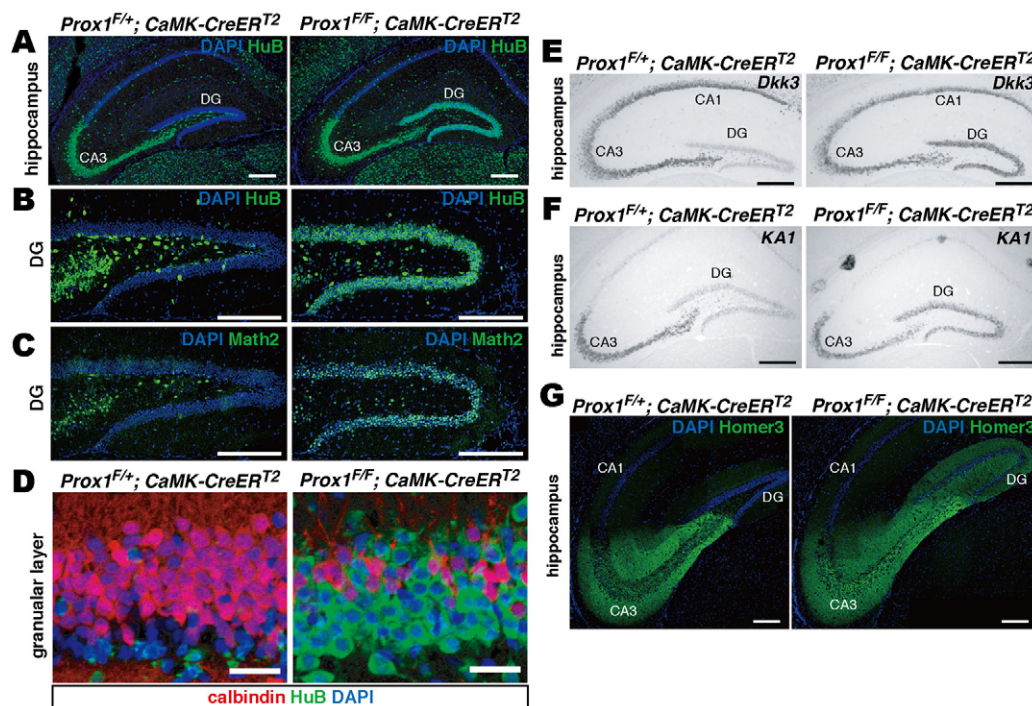 Prox1F/+; CaMK-CreERT2 Prox1F/F; CaMK-CreERT2
A
hippocampus
DAPI HuB
DG
CA3
DAPI HuB
DG
CA3
B
DG
DAPI HuB
DAPI HuB
C
DG
DAPI Math2
DAPI Math2
Prox1F/+; CaMK-CreERT2 Prox1F/F; CaMK-CreERT2
D
granualar layer
calbindin HuB DAPI
E
Prox1F/+; CaMK-CreERT2 Prox1F/F; CaMK-CreERT2
hippocampus
Dkk3
CA1
DG
CA3
Dkk3
CA1
DG
CA3
F
Prox1F/+; CaMK-CreERT2 Prox1F/F; CaMK-CreERT2
hippocampus
KA1
DG
CA3
KA1
DG
CA3
G
Prox1F/+; CaMK-CreERT2 Prox1F/F; CaMK-CreERT2
hippocampus
DAPI Homer3
CA1
DG
CA3
DAPI Homer3
CA1
DG
CA3